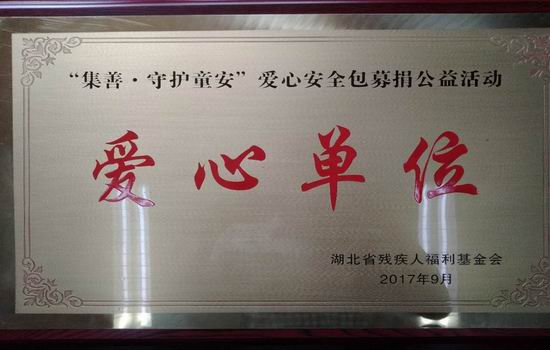 “集善·守护童安”爱心安全包募捐公益活动
爱心单位
湖北省残疾人福利基金会
2017年9月